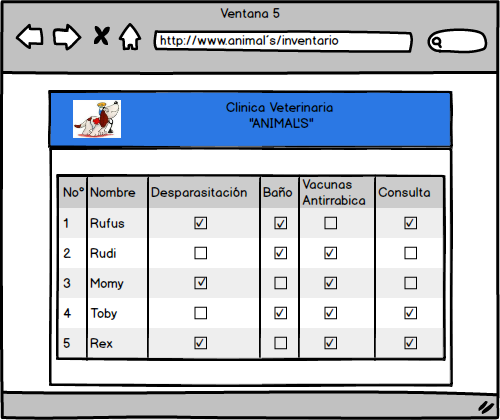 Ventana 5
http://www.animal´s/inventario
Clinica Veterinaria
"ANIMAL'S"
No° Nombre Desparasitación Baño Vacunas Antirrabica Consulta
1 Rufus ☑ ☑ ☐ ☑
2 Rudi ☐ ☑ ☑ ☐
3 Momy ☑ ☐ ☑ ☐
4 Toby ☐ ☑ ☑ ☑
5 Rex ☑ ☐ ☑ ☑